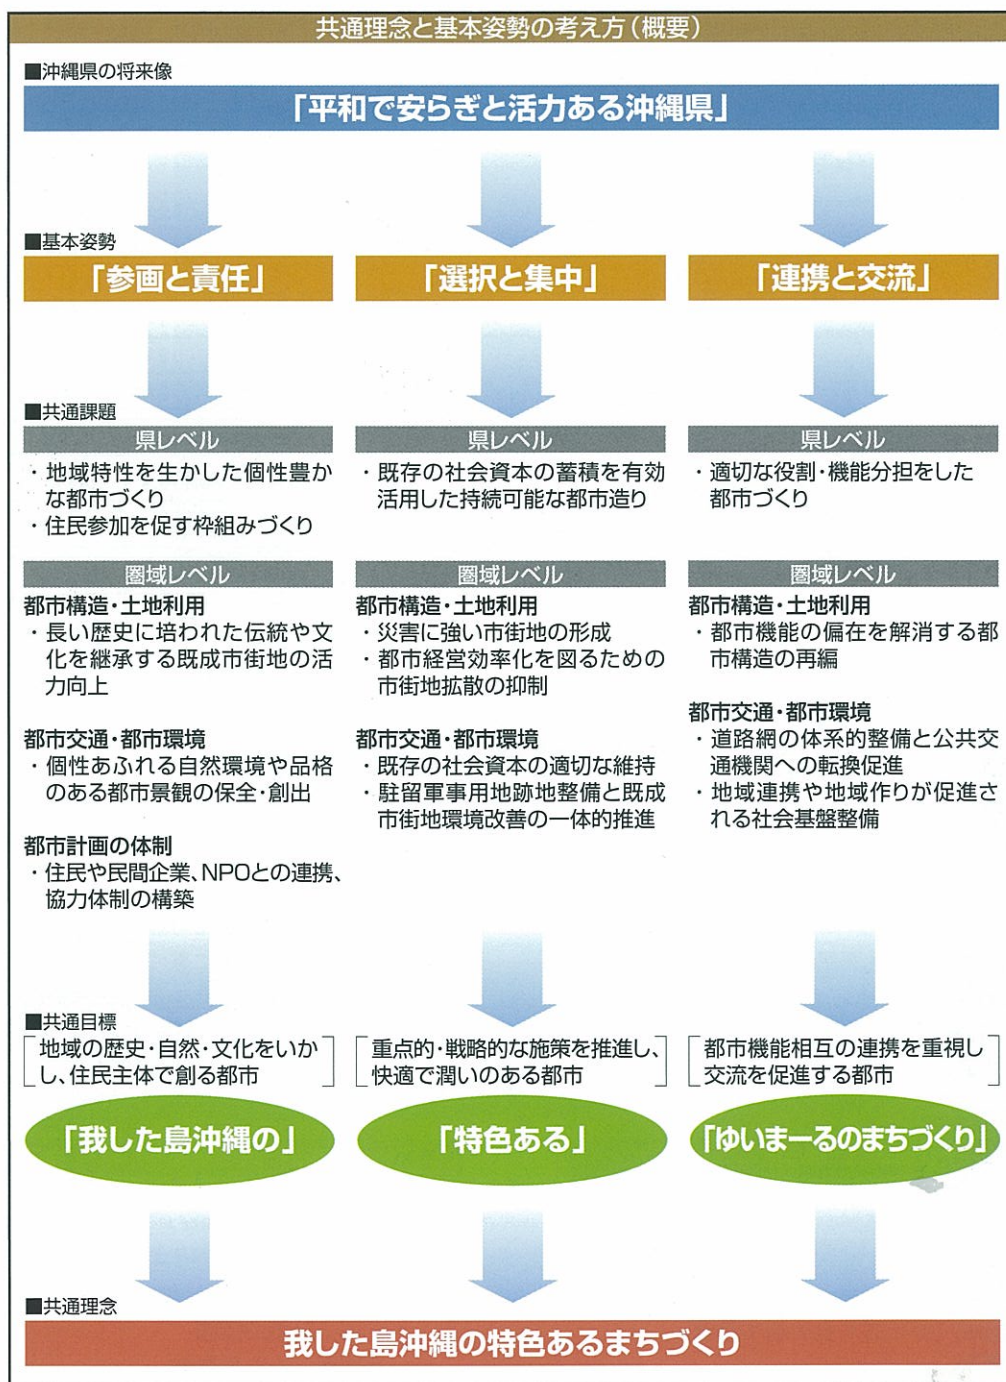 共通理念と基本姿勢の考え方(概要)
■沖縄県の将来像
「平和で安らぎと活力ある沖縄県」
■基本姿勢
「参画と責任」
「選択と集中」
「連携と交流」
■共通課題
県レベル
・地域特性を生かした個性豊か
な都市づくり
・住民参加を促す枠組みづくり
圏域レベル
都市構造・土地利用
・長い歴史に培われた伝統や文
化を継承する既成市街地の活
力向上
都市交通・都市環境
・個性あふれる自然環境や品格
のある都市景観の保全・創出
都市計画の体制
・住民や民間企業、NPOとの連携、
協力体制の構築
県レベル
・既存の社会資本の蓄積を有効
活用した持続可能な都市造り
圏域レベル
都市構造・土地利用
・災害に強い市街地の形成
・都市経営効率化を図るための
市街地拡散の抑制
都市交通・都市環境
・既存の社会資本の適切な維持
・駐留軍事用地跡地整備と既成
市街地環境改善の一体的推進
県レベル
・適切な役割・機能分担をした
都市づくり
圏域レベル
都市構造・土地利用
・都市機能の偏在を解消する都
市構造の再編
都市交通・都市環境
・道路網の体系的整備と公共交
通機関への転換促進
・地域連携や地域作りが促進さ
れる社会基盤整備
■共通目標
地域の歴史・自然・文化をいか
し、住民主体で創る都市
「我した島沖縄の」
重点的・戦略的な施策を推進し、
快適で潤いのある都市
「特色ある」
都市機能相互の連携を重視し
交流を促進する都市
「ゆいまーるのまちづくり」
■共通理念
我した島沖縄の特色あるまちづくり